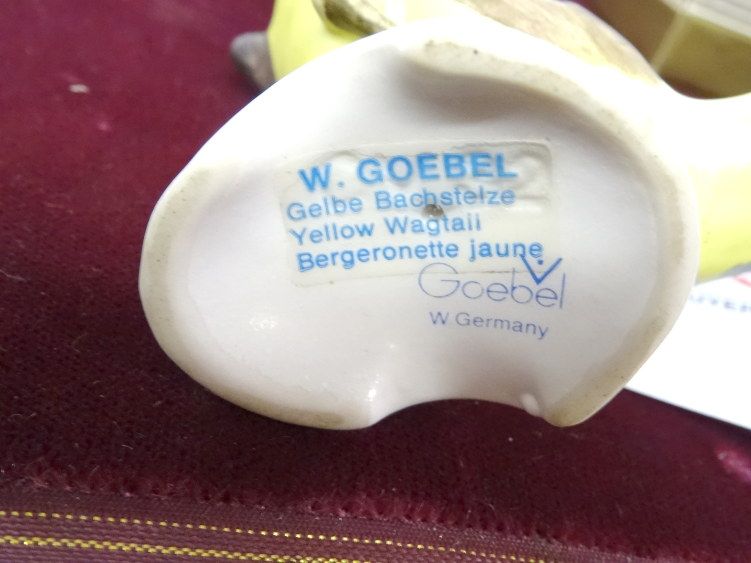 W. GOEBEL
Gelbe Bachstelze
Yellow Wagtail
Bergeronette jaune
Goebel
W Germany